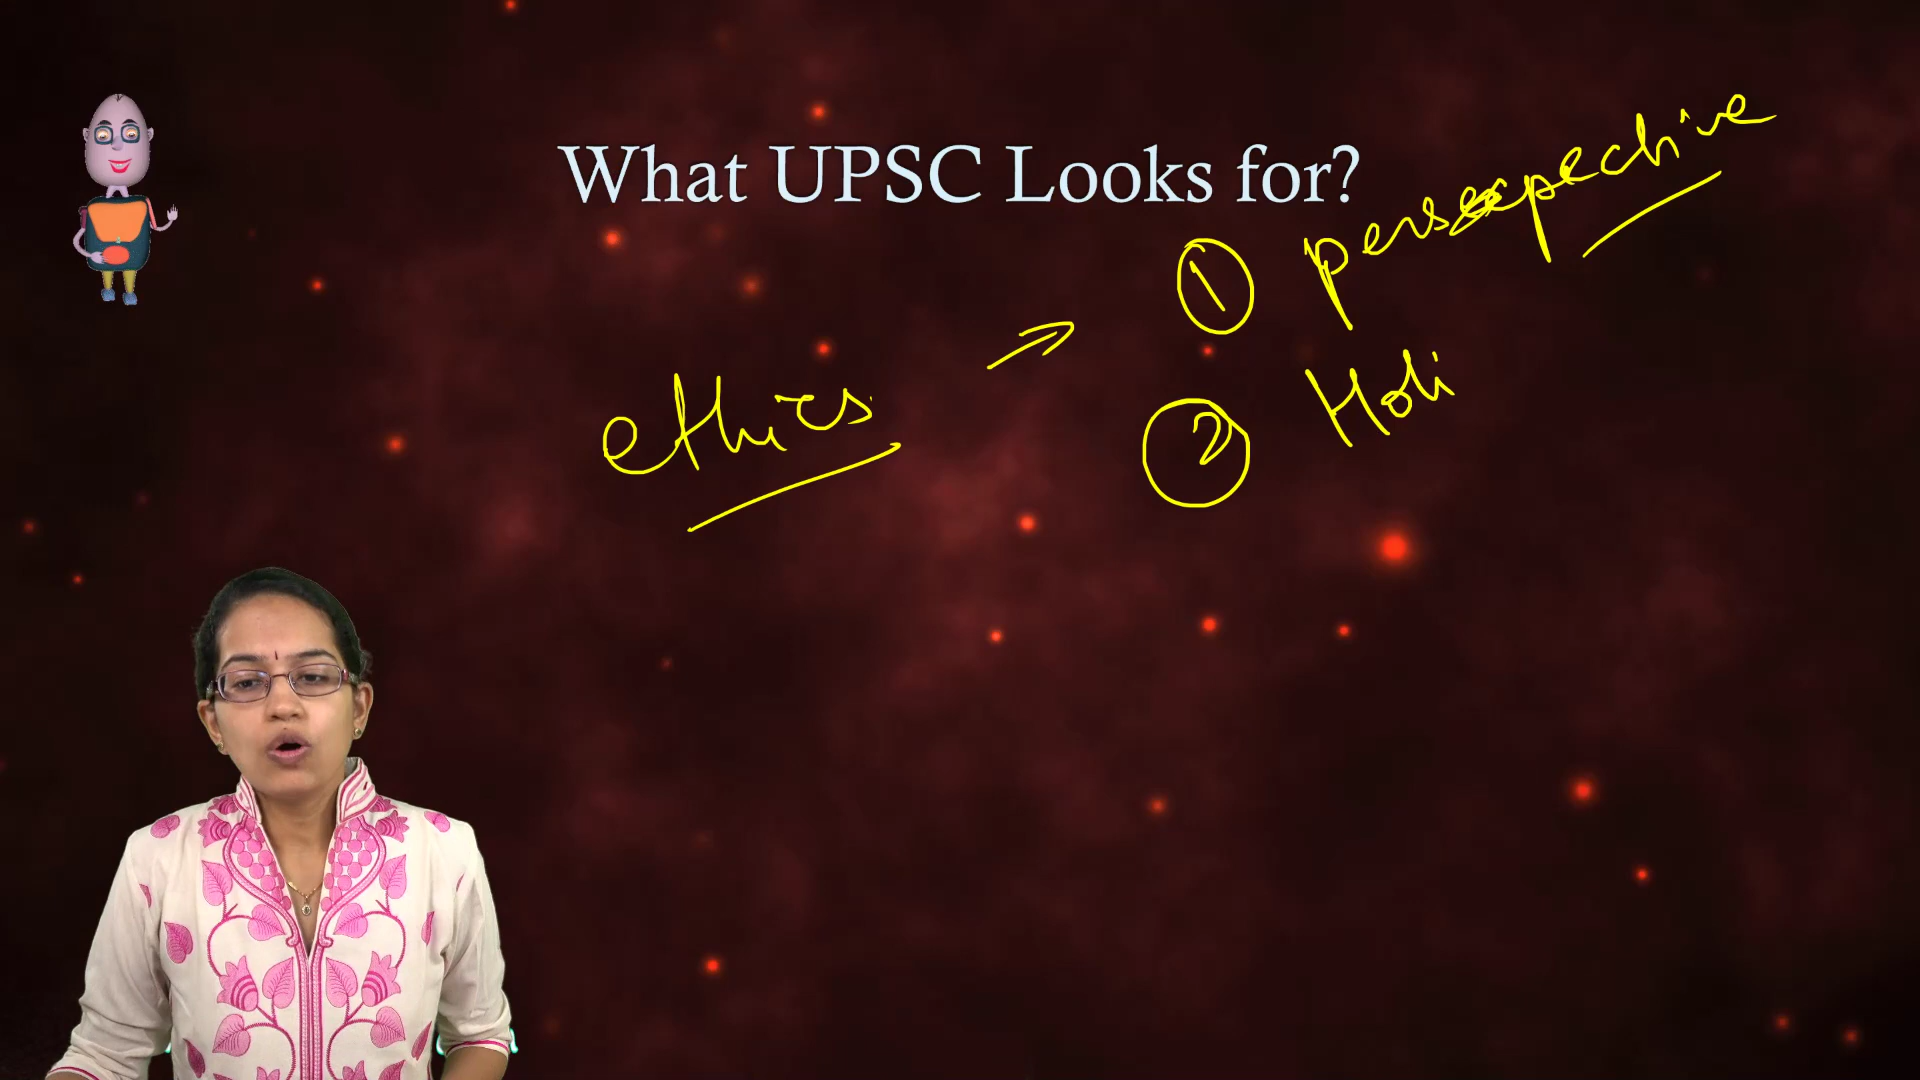 What UPSC Looks for?
① perspective
ethics →
② Holi